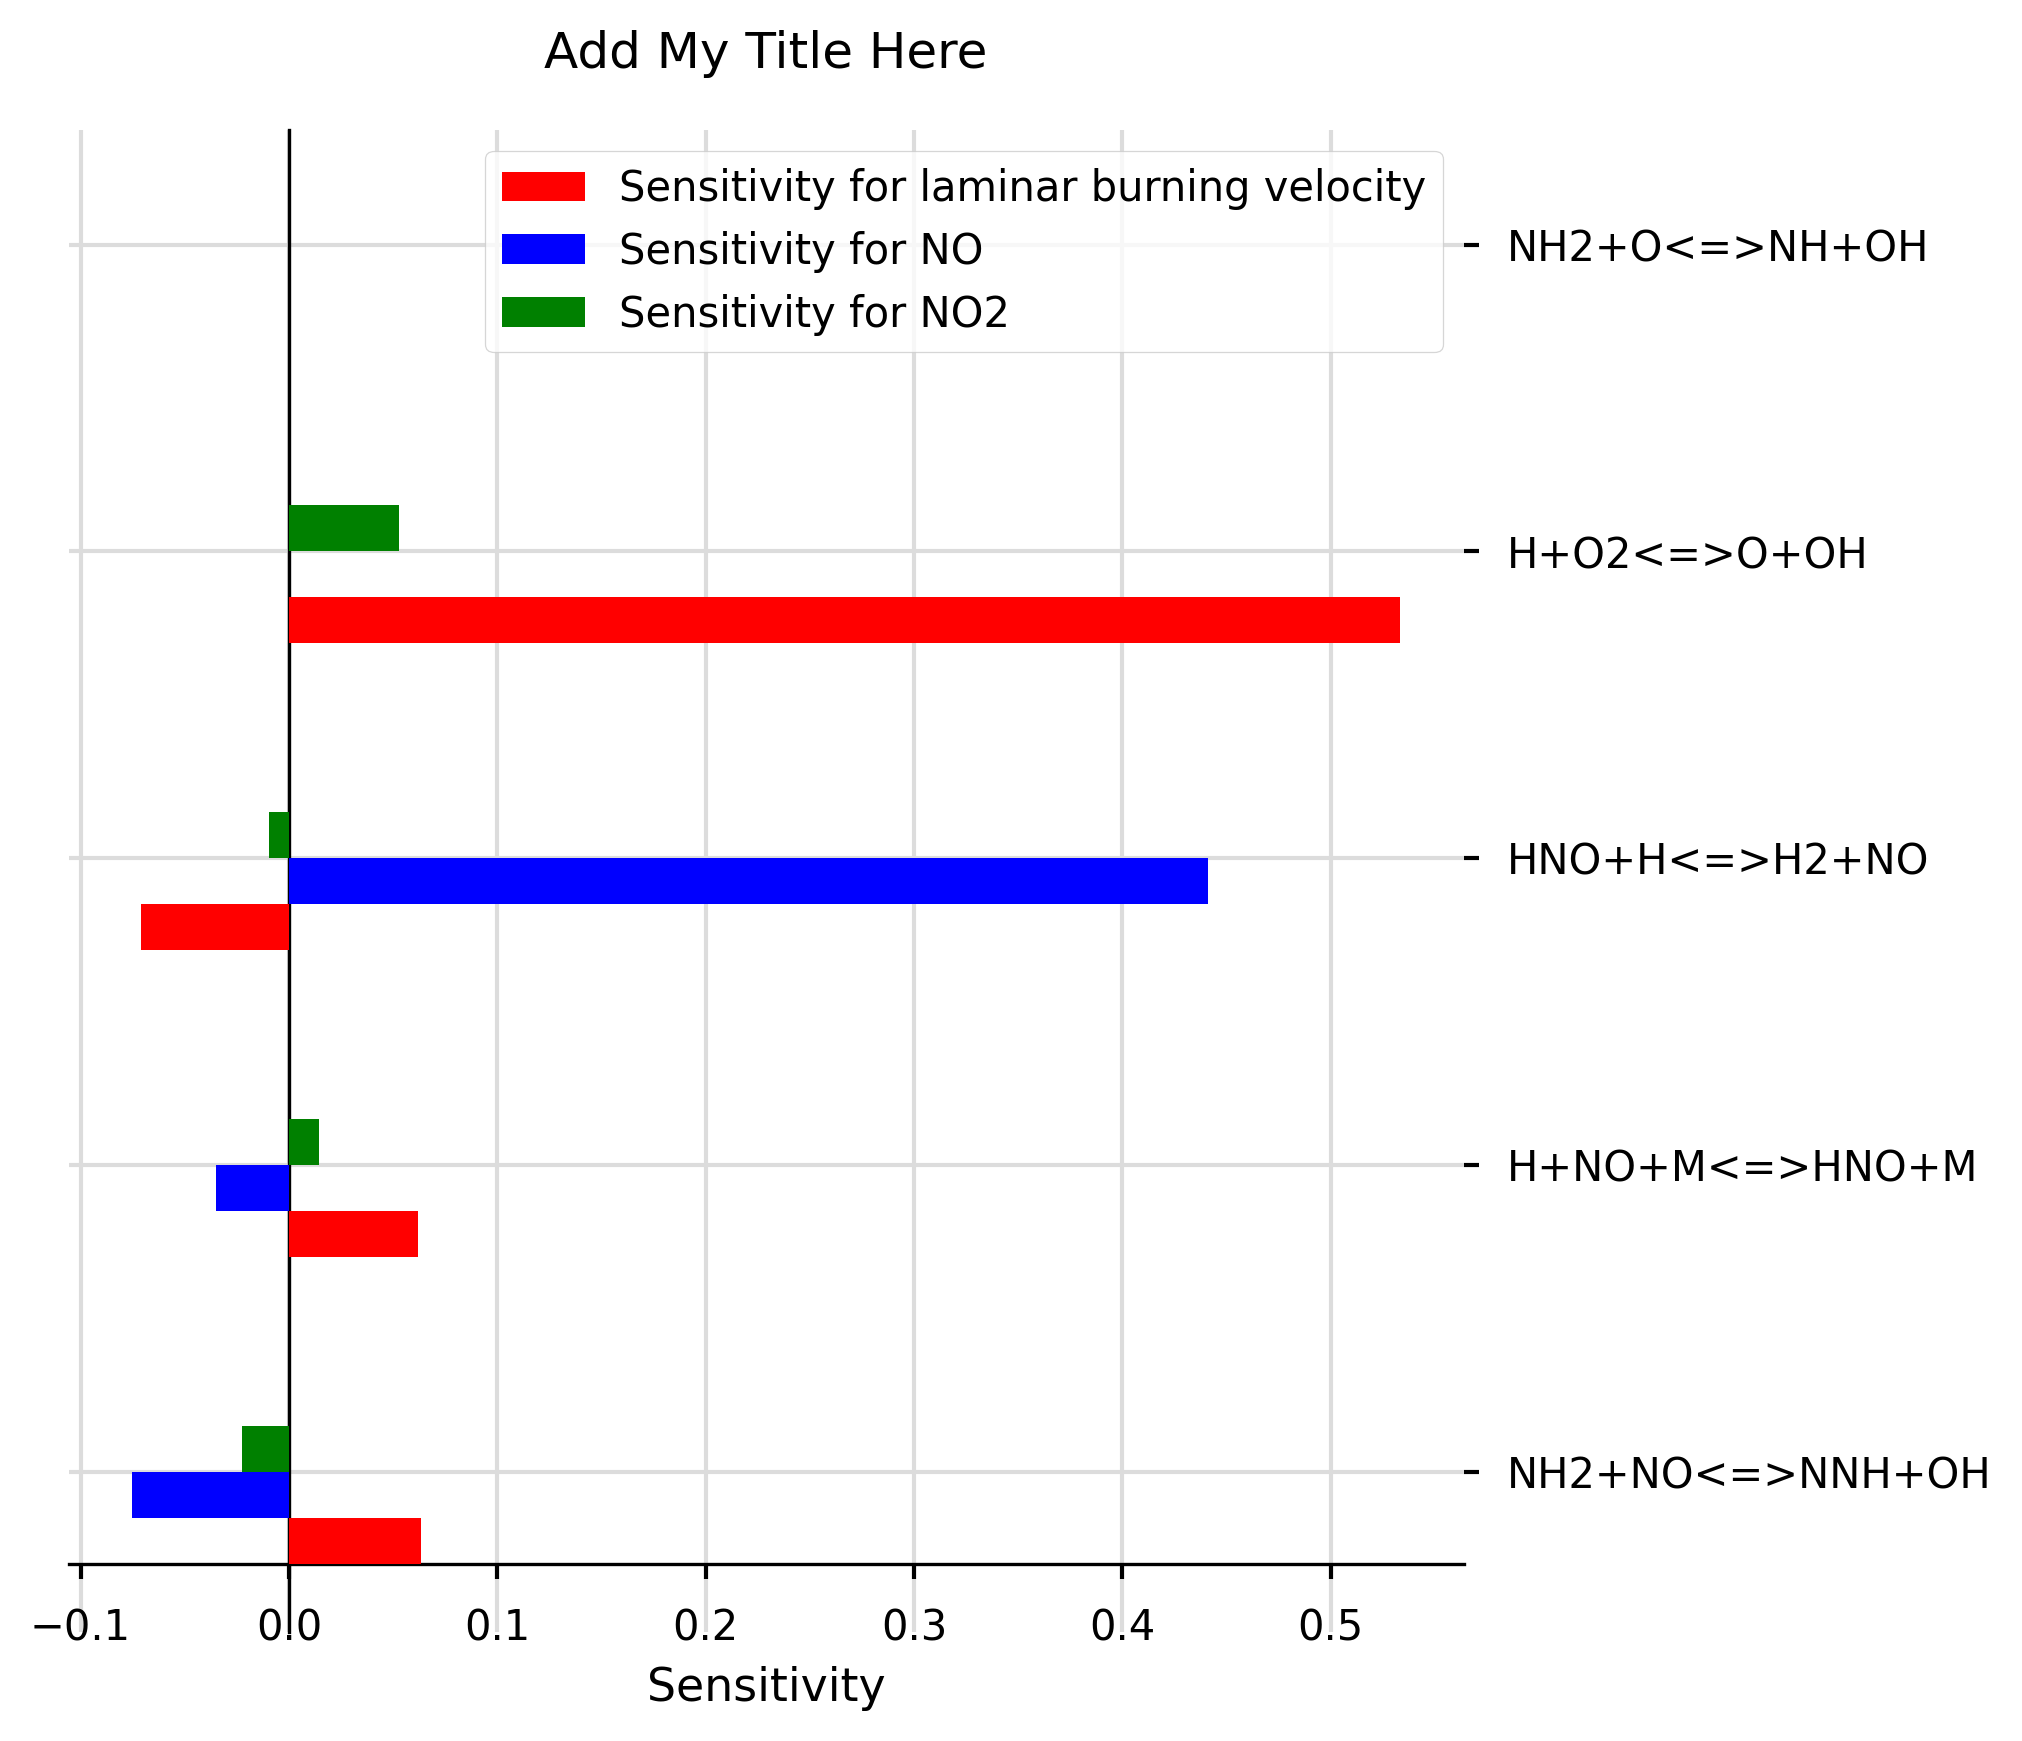 Add My Title Here
Sensitivity for laminar burning velocity
Sensitivity for NO
Sensitivity for NO2
NH2+O<=>NH+OH
H+O2<=>O+OH
HNO+H<=>H2+NO
H+NO+M<=>HNO+M
NH2+NO<=>NNH+OH
−0.1 0.0 0.1 0.2 0.3 0.4 0.5
Sensitivity